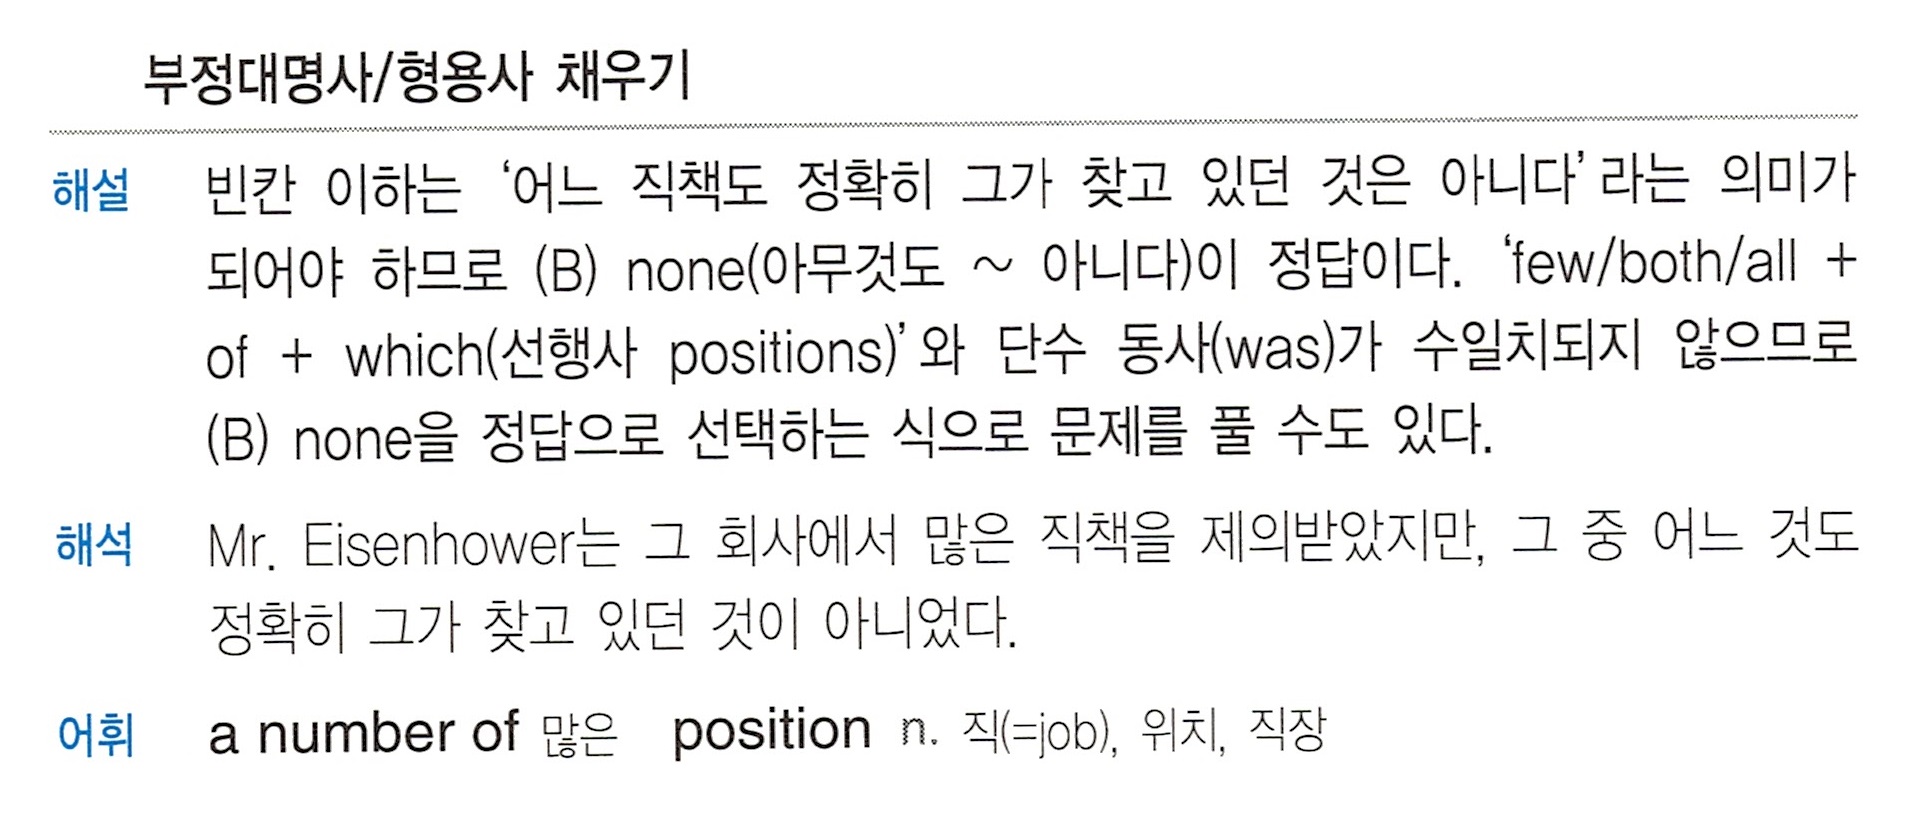 부정대명사/형용사 채우기
해설 빈칸 이하는 ‘어느 직책도 정확히 그가 찾고 있던 것은 아니다’라는 의미가
되어야 하므로 (B) none(아무것도 ~ 아니다)이 정답이다. ‘few/both/all +
of + which(선행사 positions)’와 단수 동사(was)가 수일치되지 않으므로
(B) none을 정답으로 선택하는 식으로 문제를 풀 수도 있다.
해석 Mr. Eisenhower는 그 회사에서 많은 직책을 제의받았지만, 그 중 어느 것도
정확히 그가 찾고 있던 것이 아니었다.
어휘 a number of 많은 position n. 직(=job), 위치, 직장